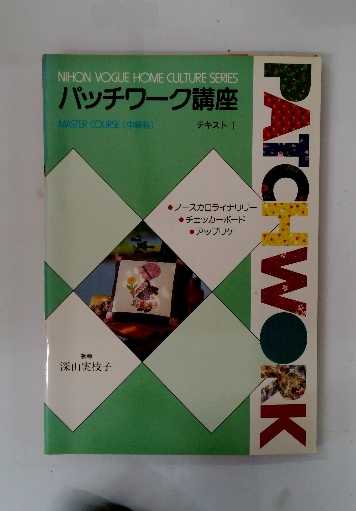 NIHON VOGUE HOME CULTURE SERIES
パッチワーク講座
MASTER COURSE (中級科)
テキスト 1
PATCHWORK
●ノースカロライナリリー
●チェッカーボード
●アップリケ
深山実枝子